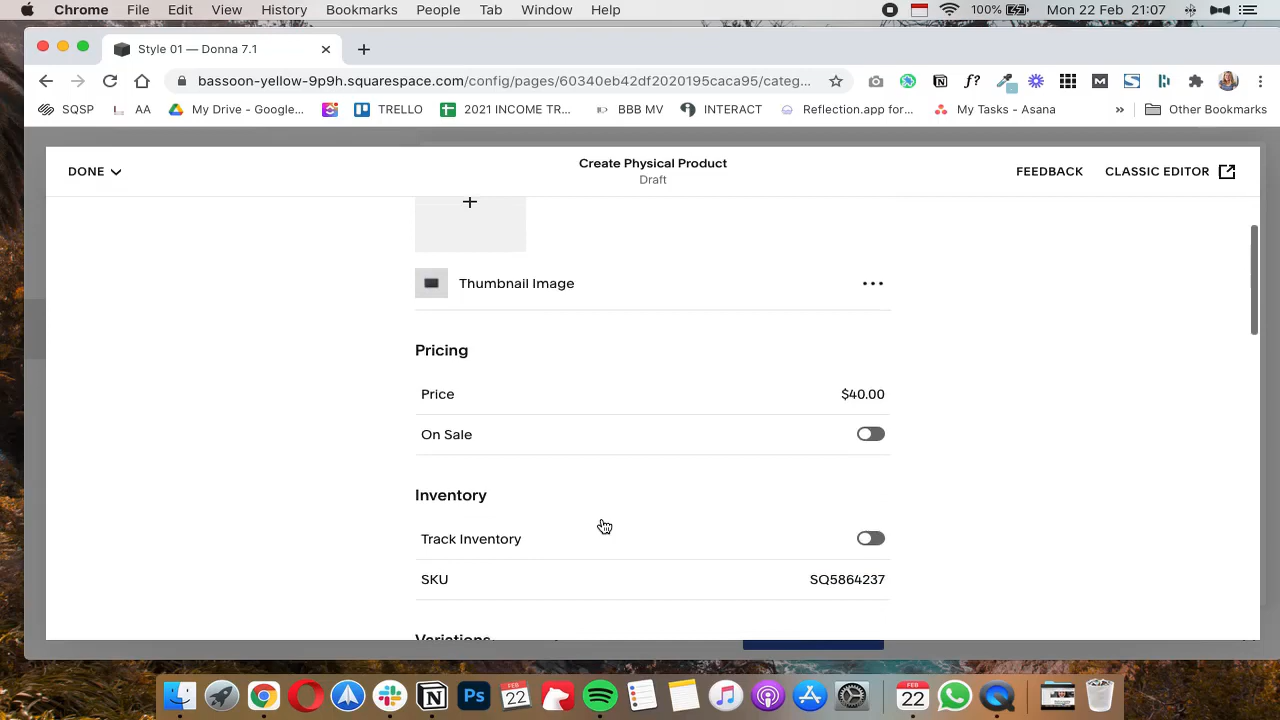 Chrome File Edit View History Bookmarks People Tab Window Help 100% Mon 22 Feb 21:07
Style 01 — Donna 7.1
bassoon-yellow-9p9h.squarespace.com/config/pages/60340eb42df2020195caca95/categ...
SQSP AA My Drive - Google... TRELLO 2021 INCOME TR... BBB MV INTERACT Reflection.app for... My Tasks - Asana » Other Bookmarks
DONE Create Physical Product FEEDBACK CLASSIC EDITOR
Draft
Thumbnail Image
Pricing
Price $40.00
On Sale
Inventory
Track Inventory
SKU SQ5864237
Variations